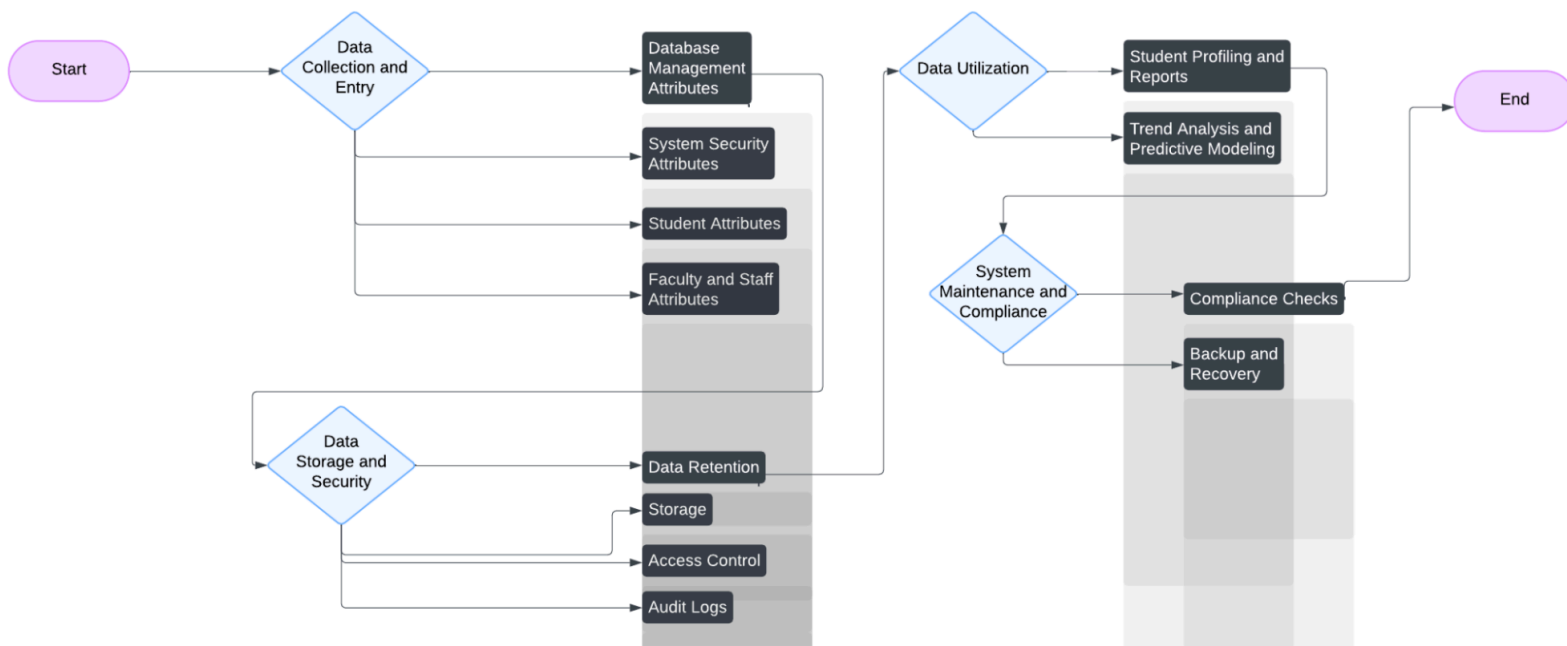 Start
Data
Collection and
Entry
Database
Management
Attributes
System Security
Attributes
Student Attributes
Faculty and Staff
Attributes
Data
Storage and
Security
Data Retention
Storage
Access Control
Audit Logs
Data Utilization
Student Profiling and
Reports
Trend Analysis and
Predictive Modeling
System
Maintenance and
Compliance
Compliance Checks
Backup and
Recovery
End